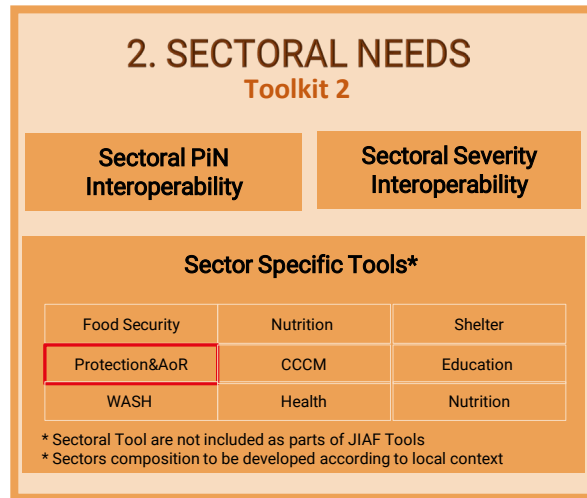 2. SECTORAL NEEDS
Toolkit 2
Sectoral PiN
Interoperability
Sectoral Severity
Interoperability
Sector Specific Tools*
Food Security
Nutrition
Shelter
Protection&AoR
CCCM
Education
WASH
Health
Nutrition
* Sectoral Tool are not included as parts of JIAF Tools
* Sectors composition to be developed according to local context